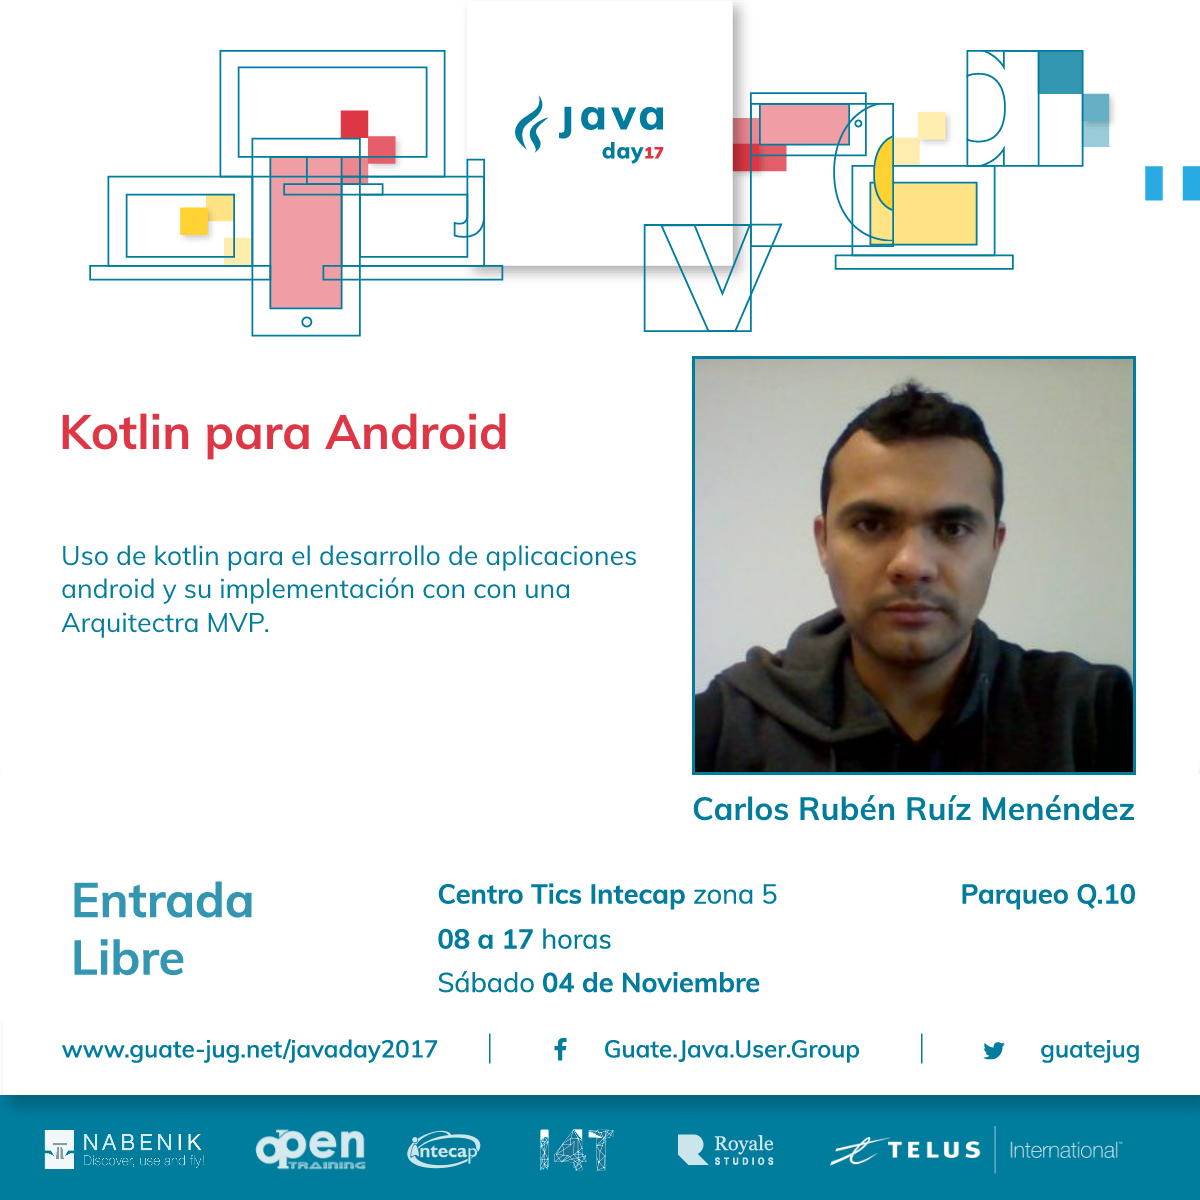 Java
day17
J
V
a
a
Kotlin para Android
Uso de kotlin para el desarrollo de aplicaciones
android y su implementación con con una
Arquitectra MVP.
Carlos Rubén Ruíz Menéndez
Entrada
Libre
Centro Tics Intecap zona 5
08 a 17 horas
Sábado 04 de Noviembre
Parqueo Q.10
www.guate-jug.net/javaday2017
Guate.Java.User.Group
guatejug
NABENIK
Discover, use and fly!
open
TRAINING
intecap
I4T
Royale
STUDIOS
TELUS International™